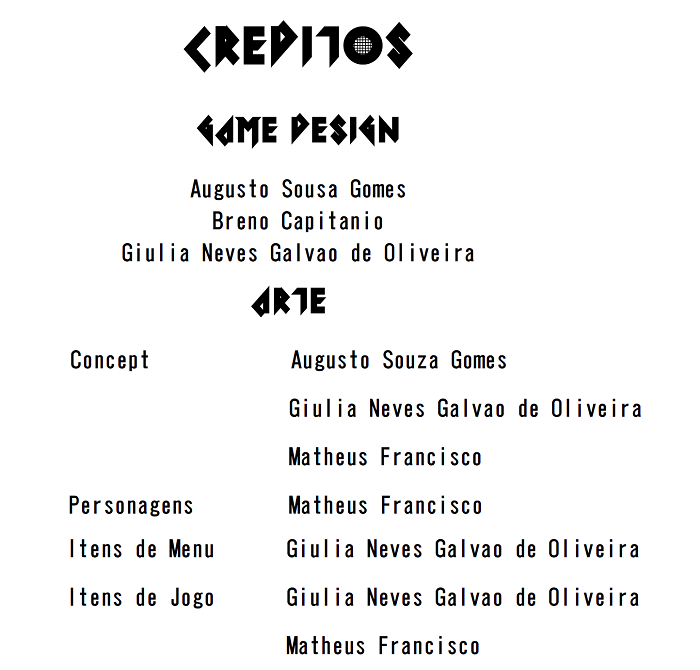 CREDITOS
GAME DESIGN
Augusto Sousa Gomes
Breno Capitanio
Giulia Neves Galvao de Oliveira
ARTE
Concept Augusto Souza Gomes
Giulia Neves Galvao de Oliveira
Matheus Francisco
Personagens Matheus Francisco
Itens de Menu Giulia Neves Galvao de Oliveira
Itens de Jogo Giulia Neves Galvao de Oliveira
Matheus Francisco